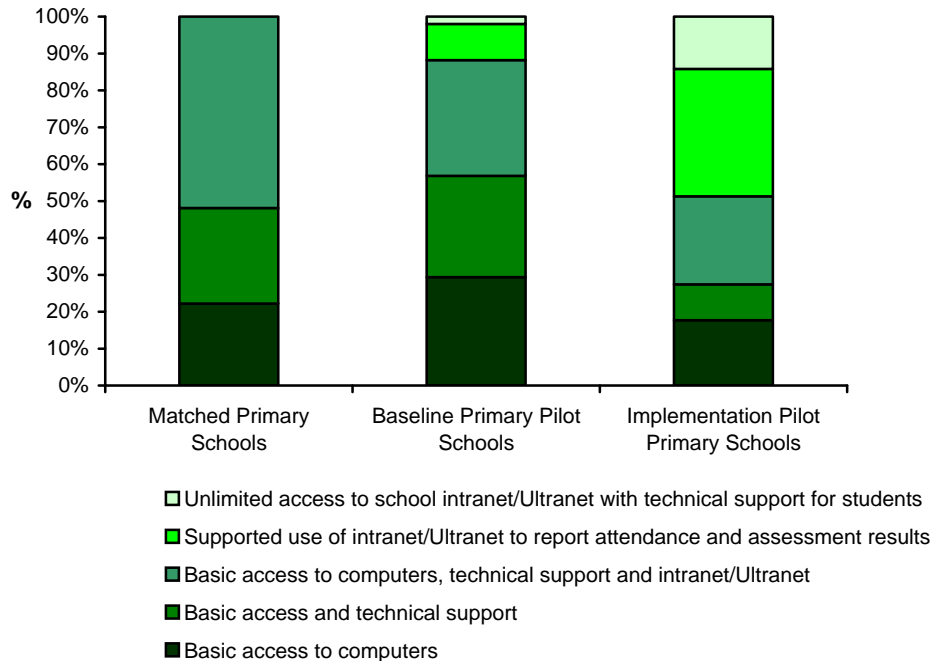 100%
90%
80%
70%
60%
50%
40%
30%
20%
10%
0%
%
Matched Primary
Schools
Baseline Primary Pilot
Schools
Implementation Pilot
Primary Schools
Unlimited access to school intranet/Ultranet with technical support for students
Supported use of intranet/Ultranet to report attendance and assessment results
Basic access to computers, technical support and intranet/Ultranet
Basic access and technical support
Basic access to computers